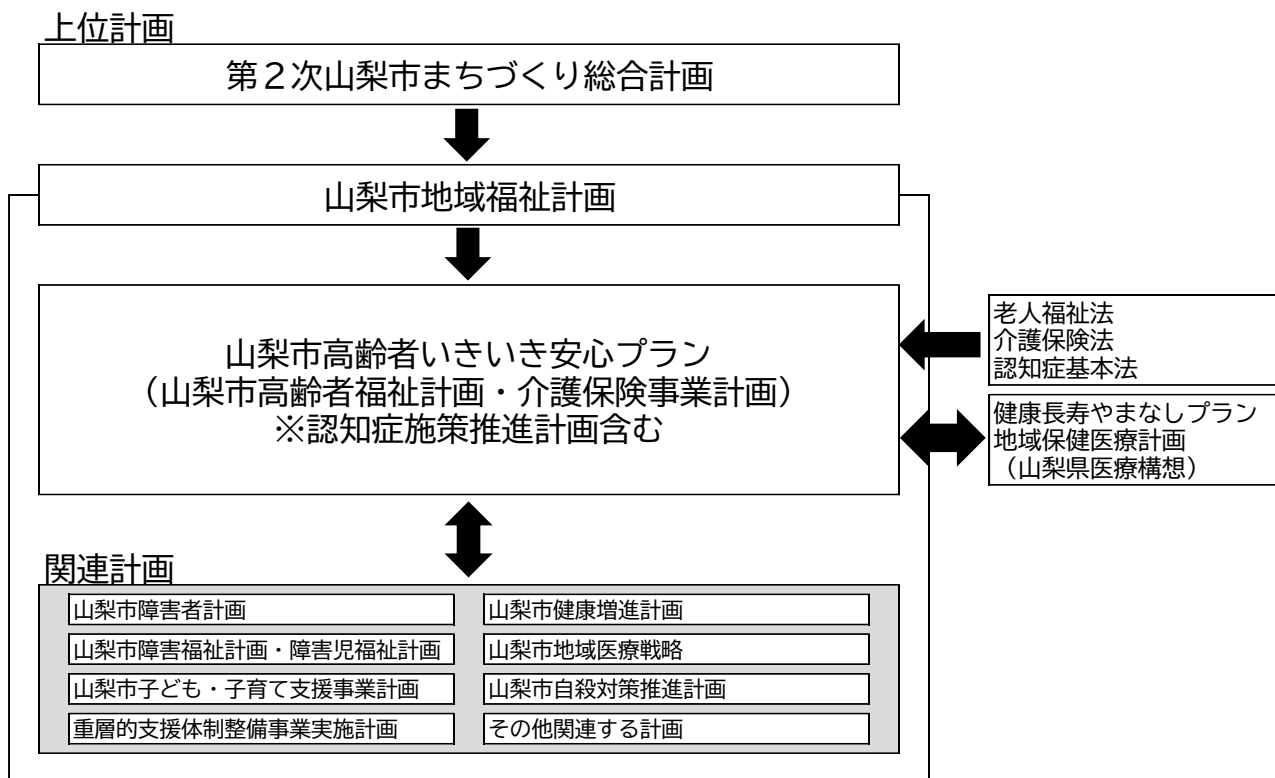 上位計画
第２次山梨市まちづくり総合計画
山梨市地域福祉計画
山梨市高齢者いきいき安心プラン
（山梨市高齢者福祉計画・介護保険事業計画）
※認知症施策推進計画含む
老人福祉法
介護保険法
認知症基本法
健康長寿やまなしプラン
地域保健医療計画
（山梨県医療構想）
関連計画
山梨市障害者計画
山梨市障害福祉計画・障害児福祉計画
山梨市子ども・子育て支援事業計画
重層的支援体制整備事業実施計画
山梨市健康増進計画
山梨市地域医療戦略
山梨市自殺対策推進計画
その他関連する計画